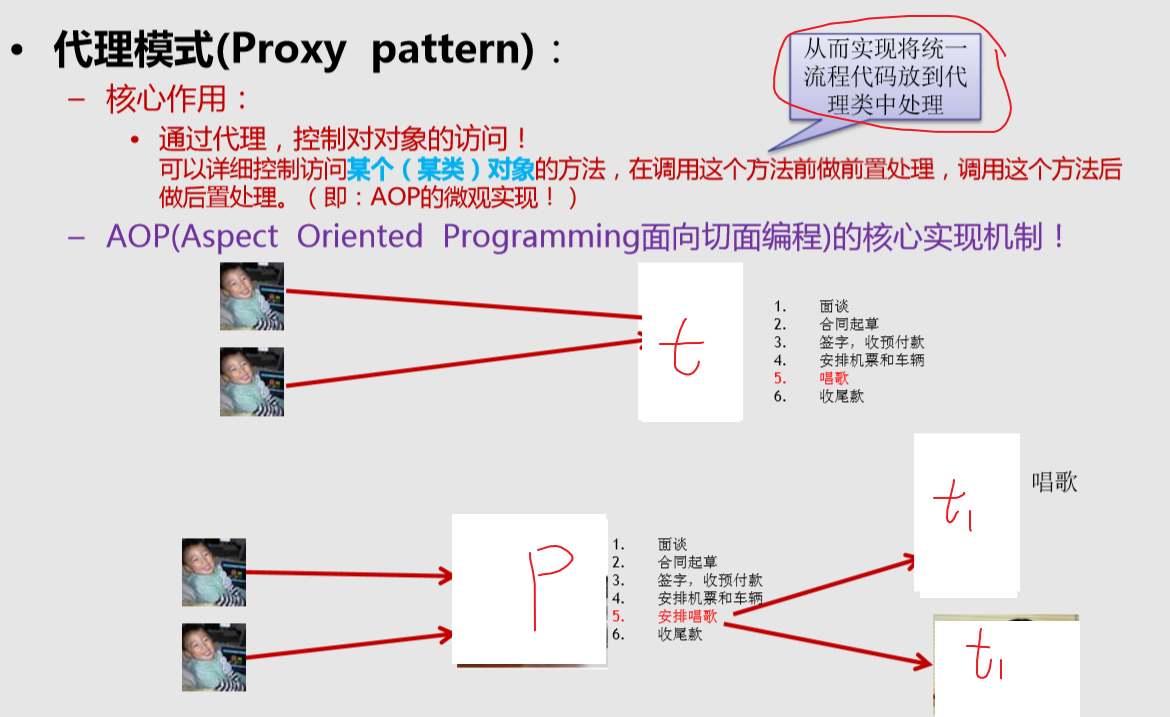 • 代理模式(Proxy pattern)：
从而实现将统一
流程代码放到代
理类中处理
– 核心作用：
• 通过代理，控制对对象的访问！
可以详细控制访问某个（某类）对象的方法，在调用这个方法前做前置处理，调用这个方法后
做后置处理。（即：AOP的微观实现！）
– AOP(Aspect Oriented Programming面向切面编程)的核心实现机制！
t
1. 面谈
2. 合同起草
3. 签字，收预付款
4. 安排机票和车辆
5. 唱歌
6. 收尾款
t1
唱歌
P
1. 面谈
2. 合同起草
3. 签字，收预付款
4. 安排机票和车辆
5. 安排唱歌
6. 收尾款
t1